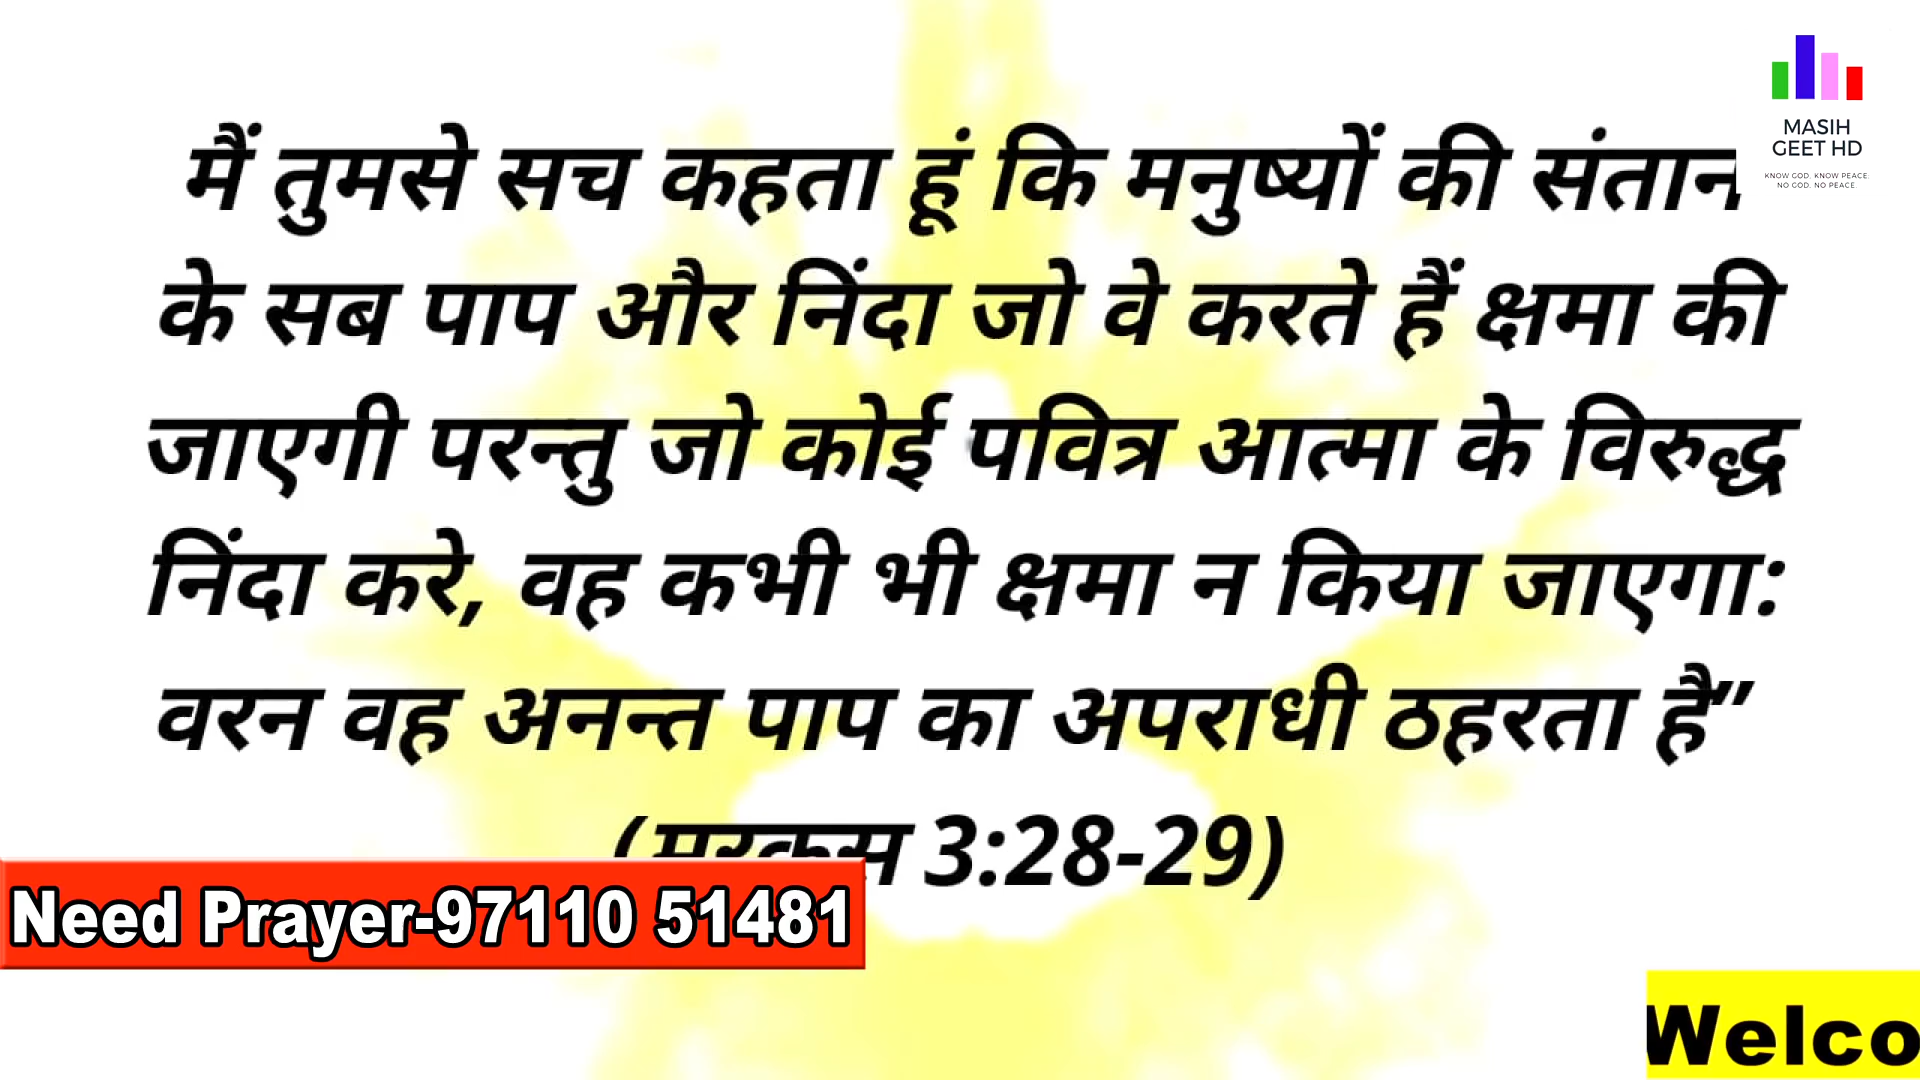 मैं तुमसे सच कहता हूं कि मनुष्यों की संतान
के सब पाप और निंदा जो वे करते हैं क्षमा की
जाएगी परन्तु जो कोई पवित्र आत्मा के विरुद्ध
निंदा करे, वह कभी भी क्षमा न किया जाएगा:
वरन वह अनन्त पाप का अपराधी ठहरता है”
(मरकुस 3:28-29)
MASIH
GEET HD
KNOW GOD. KNOW PEACE.
NO GOD. NO PEACE.
Need Prayer-97110 51481
Welco